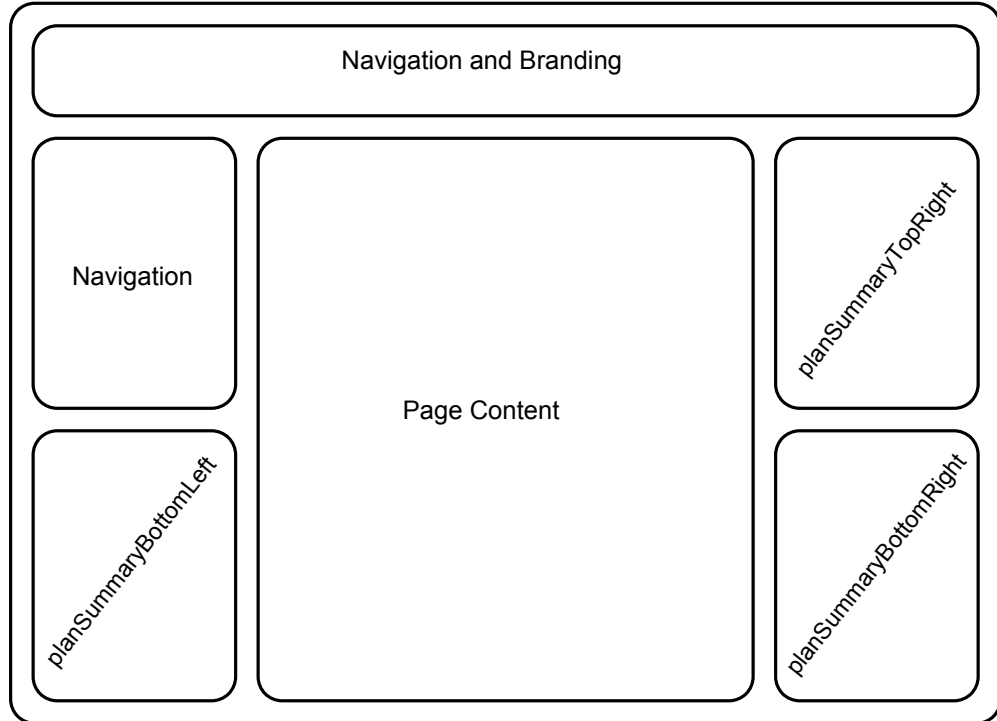 Navigation and Branding
Navigation
Page Content
planSummaryTopRight
planSummaryBottomLeft
planSummaryBottomRight